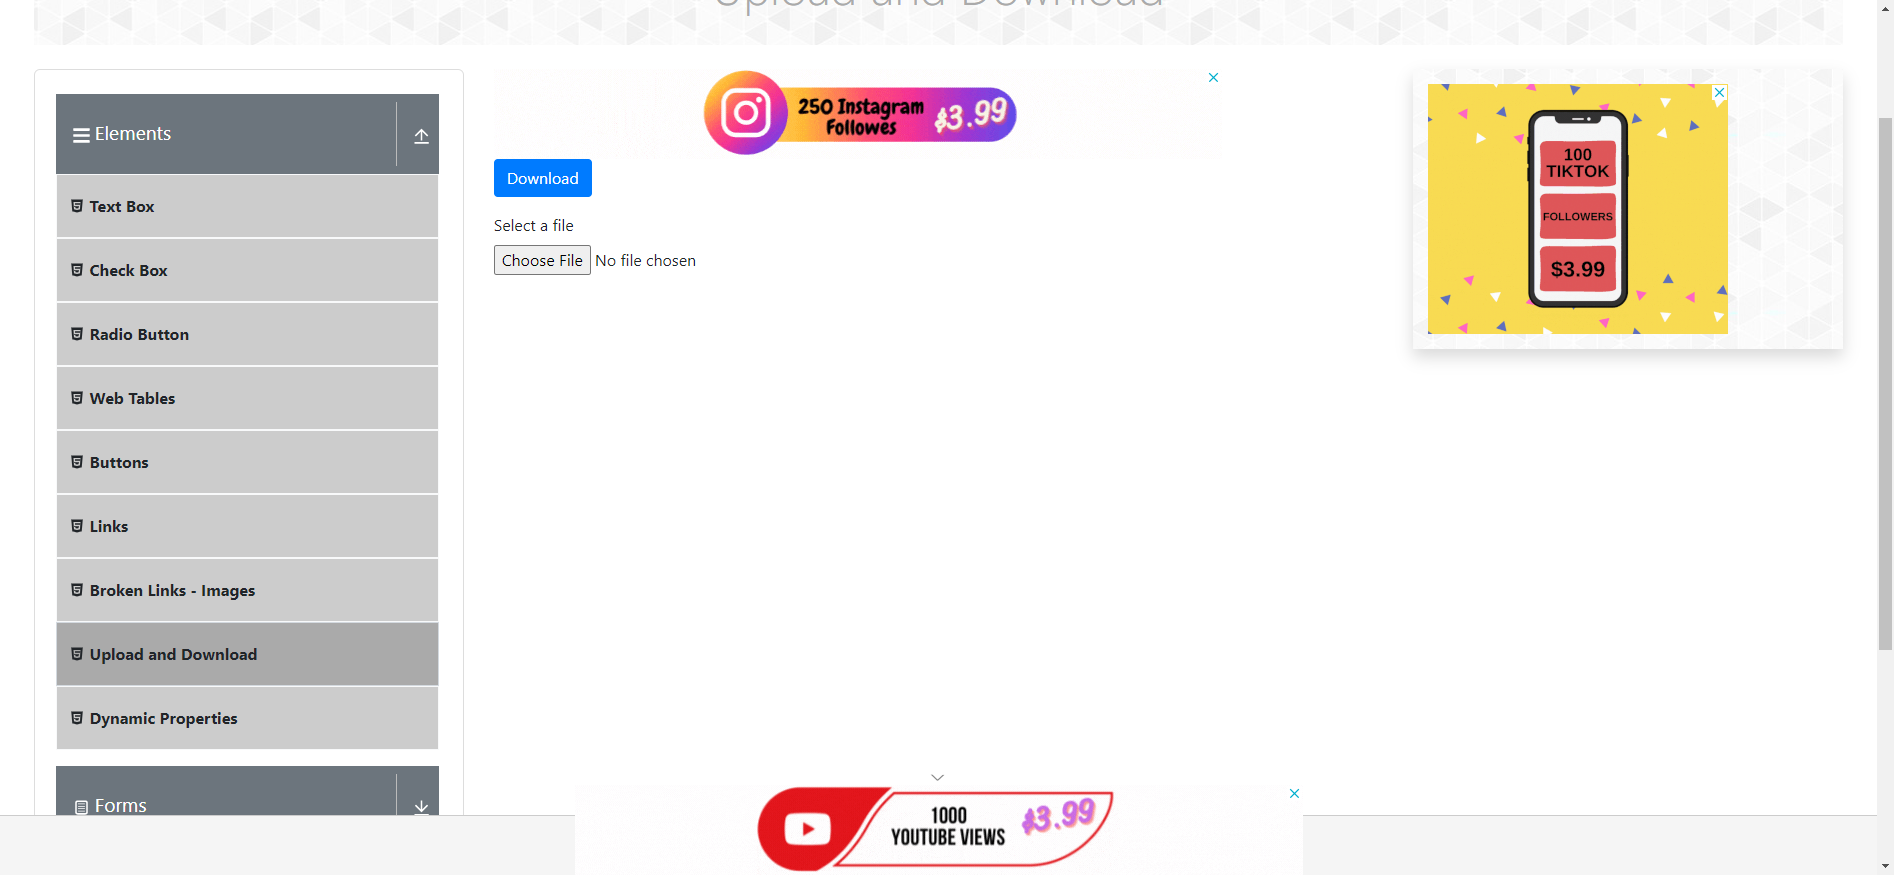 Upload and Download
Elements
Text Box
Check Box
Radio Button
Web Tables
Buttons
Links
Broken Links - Images
Upload and Download
Dynamic Properties
Forms
250 Instagram
Followes
$3.99
Download
Select a file
Choose File No file chosen
100
TIKTOK
FOLLOWERS
$3.99
1000
YOUTUBE VIEWS
$3.99